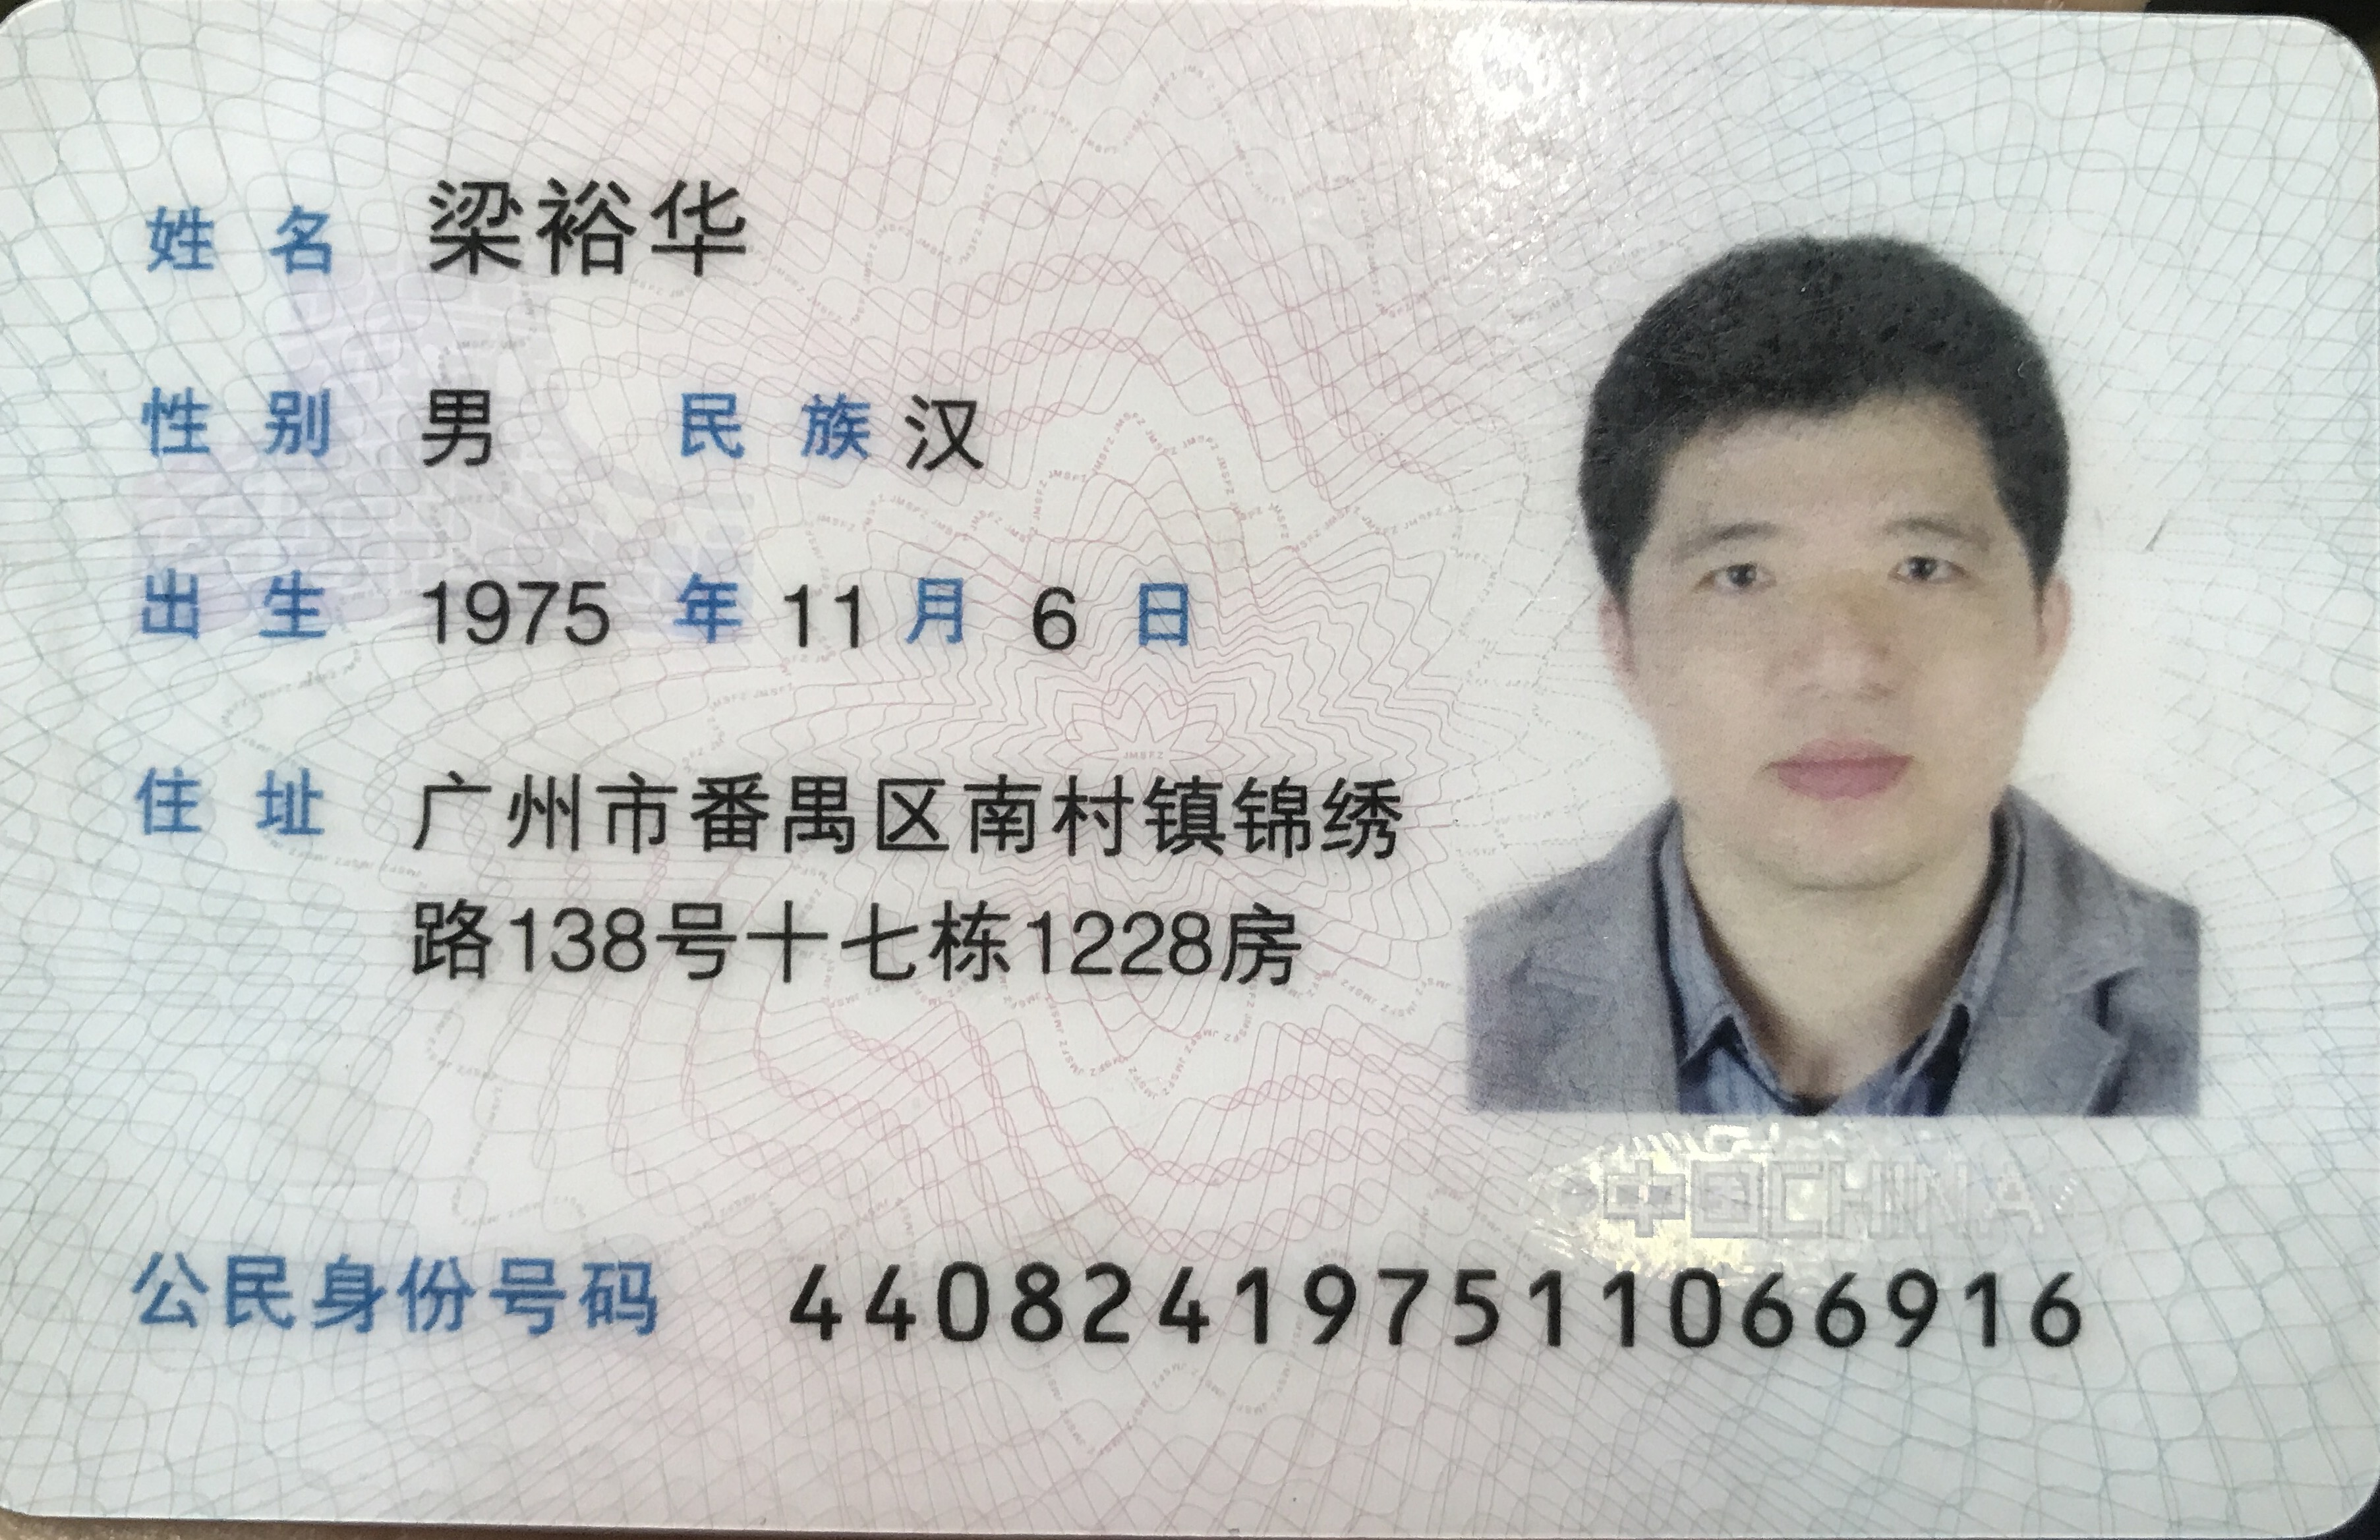 姓名 梁裕华
性别 男 民族 汉
出生 1975 年 11 月 6 日
住址 广州市番禺区南村镇锦绣
路138号十七栋1228房
中国CHINA
公民身份号码 440824197511066916